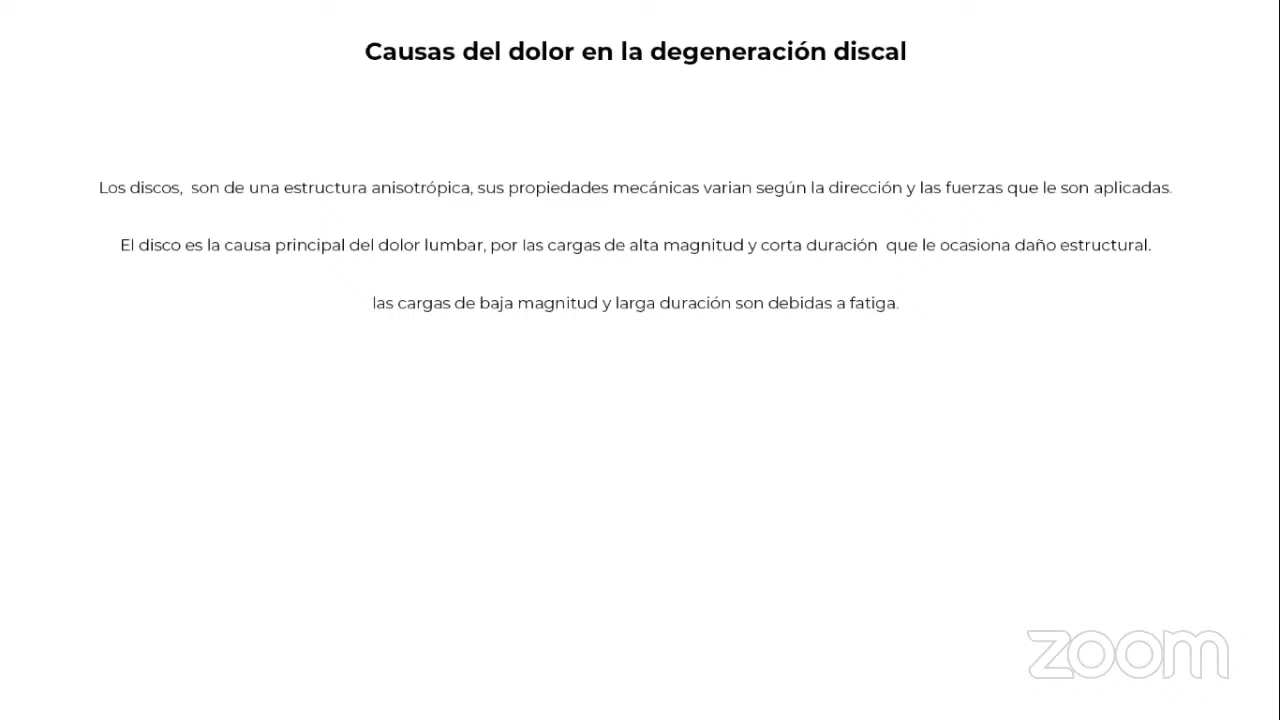 Causas del dolor en la degeneración discal
Los discos, son de una estructura anisotrópica, sus propiedades mecánicas varian según la dirección y las fuerzas que le son aplicadas.
El disco es la causa principal del dolor lumbar, por las cargas de alta magnitud y corta duración que le ocasiona daño estructural.
las cargas de baja magnitud y larga duración son debidas a fatiga.
zoom